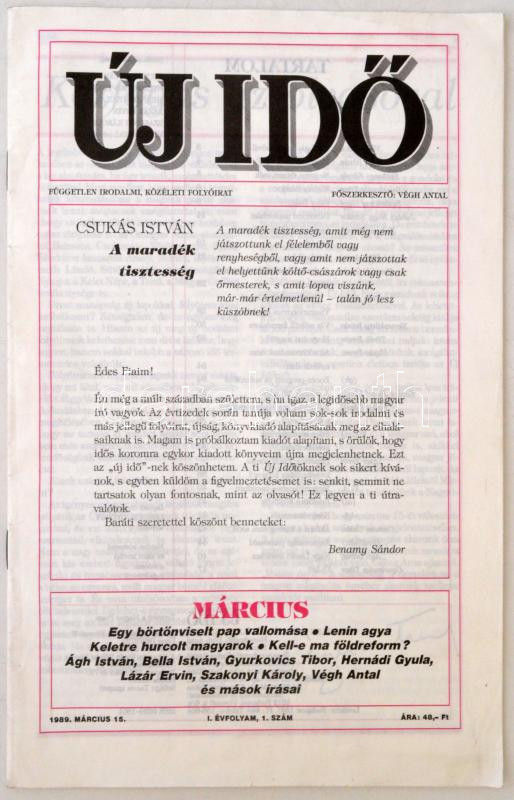 ÚJ IDŐ
FÜGGETLEN IRODALMI, KÖZÉLETI FOLYÓIRAT
FŐSZERKESZTŐ: VÉGH ANTAL
CSUKÁS ISTVÁN
A maradék
tisztesség
A maradék tisztesség, amit még nem
játszottunk el félelemből vagy
renyheségből, vagy amit nem játszottak
el helyettünk költő-császárok vagy csak
őrmesterek, s amit lopva viszünk,
már-már értelmetlenül – talán jó lesz
küszöbnek!
Édes Fiaim!
Én még a múlt században születtem, s ha igaz, a legidősebb magyar
író vagyok. Az évtizedek során tanúja voltam sok-sok irodalmi és
más jellegű folyóirat, újság, könyvkiadó alapításának meg az elhalá-
saiknak is. Magam is próbálkoztam kiadót alapítani, s örülök, hogy
idős koromra egykor kiadott könyveim újra megjelenhetnek. Ezt
az „új idő”-nek köszönhetem. A ti Új Időtöknek sok sikert kívá-
nok, s egyben küldöm a figyelmeztetésemet is: senkit, semmit ne
tartsatok olyan fontosnak, mint az olvasót! Ez legyen a ti útra-
valótok.
Baráti szeretettel köszönt benneteket:
Benamy Sándor
MÁRCIUS
Egy börtönviselt pap vallomása • Lenin agya
Keletre hurcolt magyarok • Kell-e ma földreform?
Ágh István, Bella István, Gyurkovics Tibor, Hernádi Gyula,
Lázár Ervin, Szakonyi Károly, Végh Antal
és mások írásai
1989. MÁRCIUS 15.
I. ÉVFOLYAM, 1. SZÁM
ÁRA: 48,– Ft